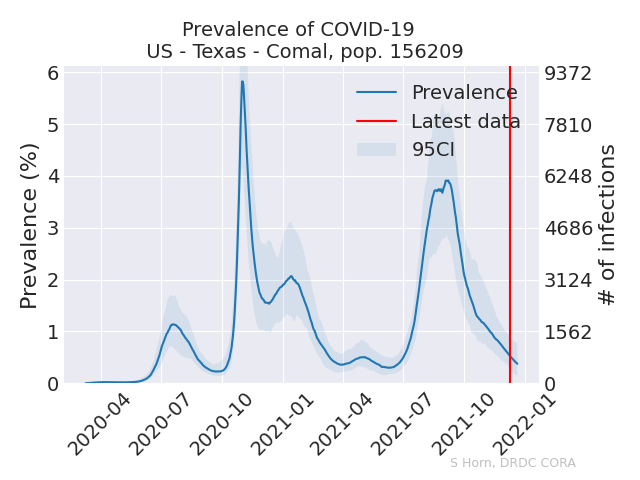 Prevalence of COVID-19
US - Texas - Comal, pop. 156209
Prevalence (%)
6
5
4
3
2
1
0
9372
7810
6248
4686
3124
1562
0
# of infections
Prevalence
Latest data
95CI
2020-04
2020-07
2020-10
2021-01
2021-04
2021-07
2021-10
2022-01
S Horn, DRDC CORA